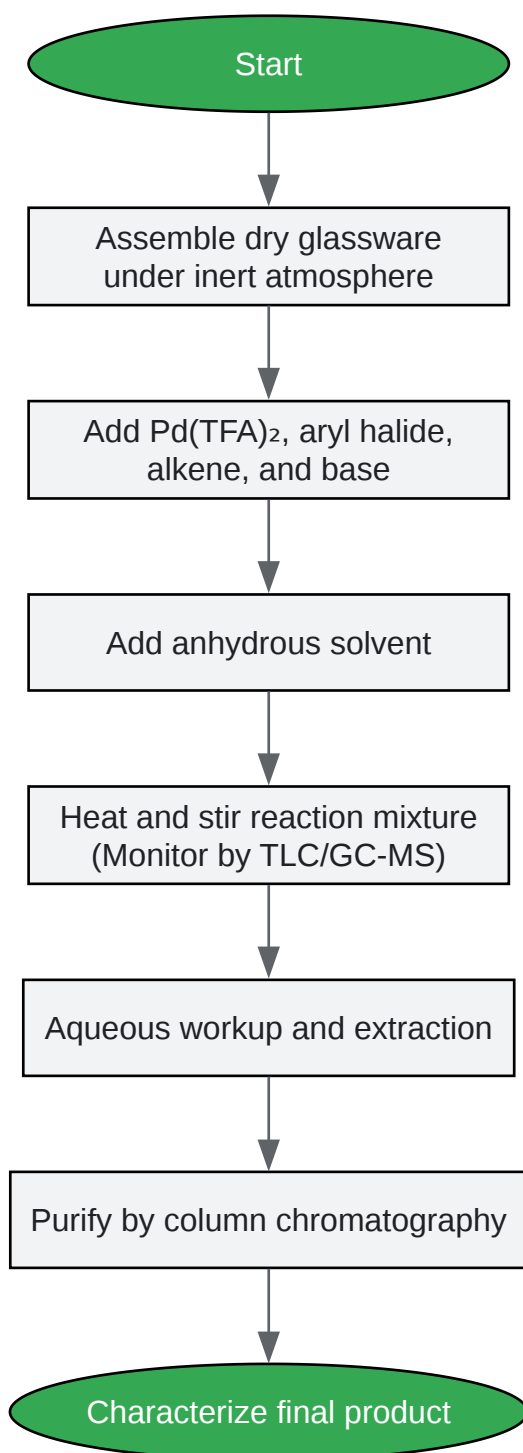 Start
Assemble dry glassware
under inert atmosphere
Add Pd(TFA)₂, aryl halide,
alkene, and base
Add anhydrous solvent
Heat and stir reaction mixture
(Monitor by TLC/GC-MS)
Aqueous workup and extraction
Purify by column chromatography
Characterize final product